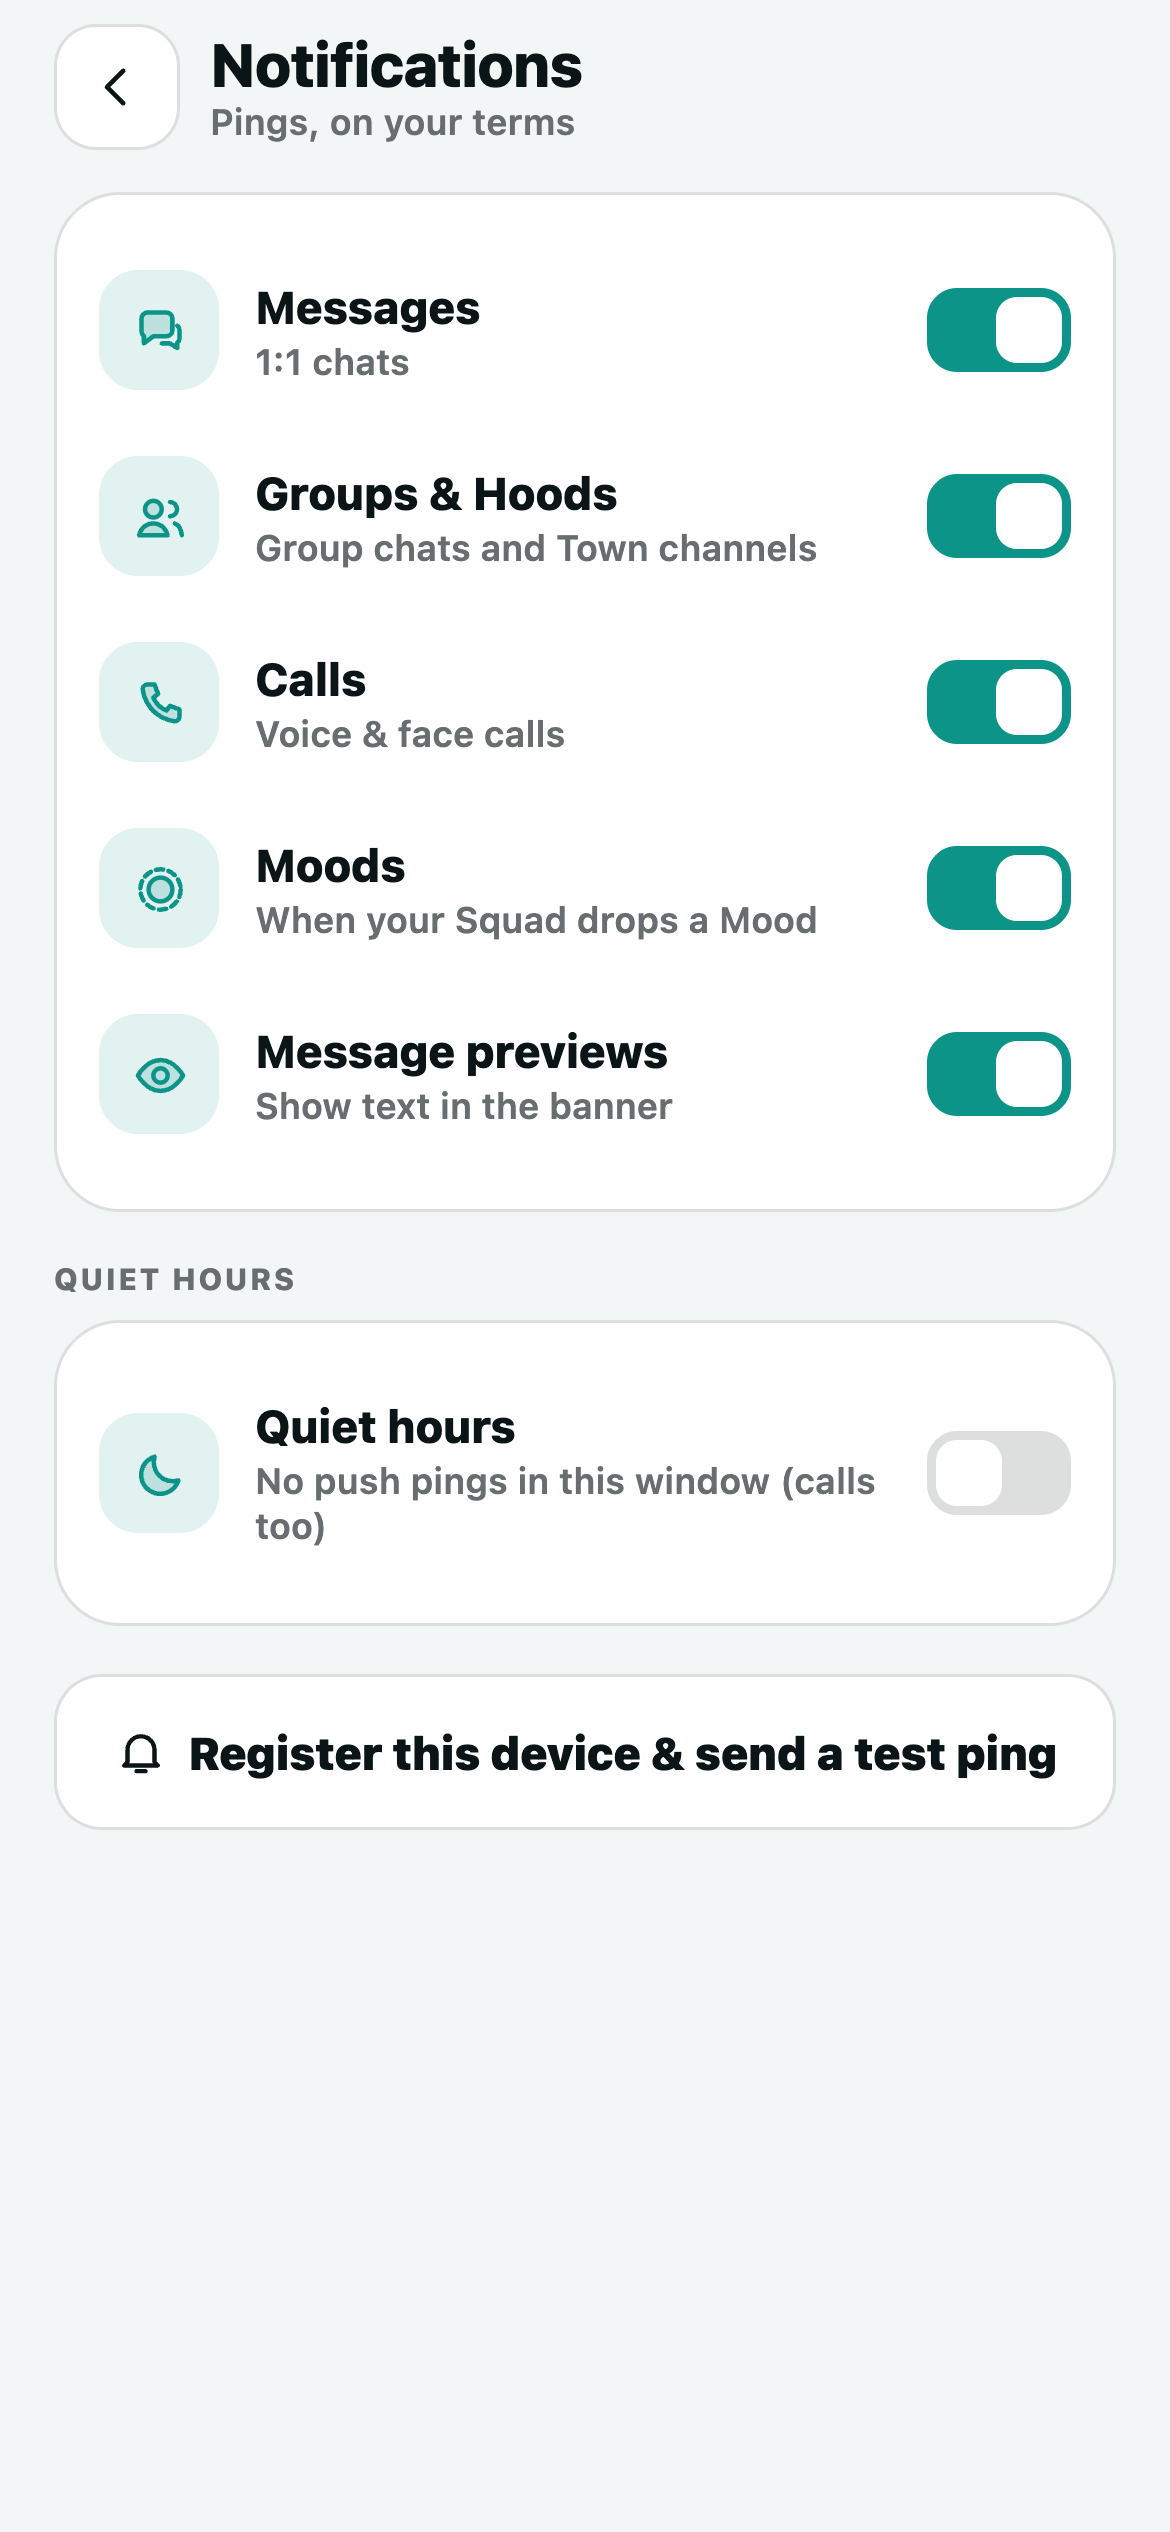 Notifications
Pings, on your terms
Messages
1:1 chats
Groups & Hoods
Group chats and Town channels
Calls
Voice & face calls
Moods
When your Squad drops a Mood
Message previews
Show text in the banner
QUIET HOURS
Quiet hours
No push pings in this window (calls
too)
Register this device & send a test ping